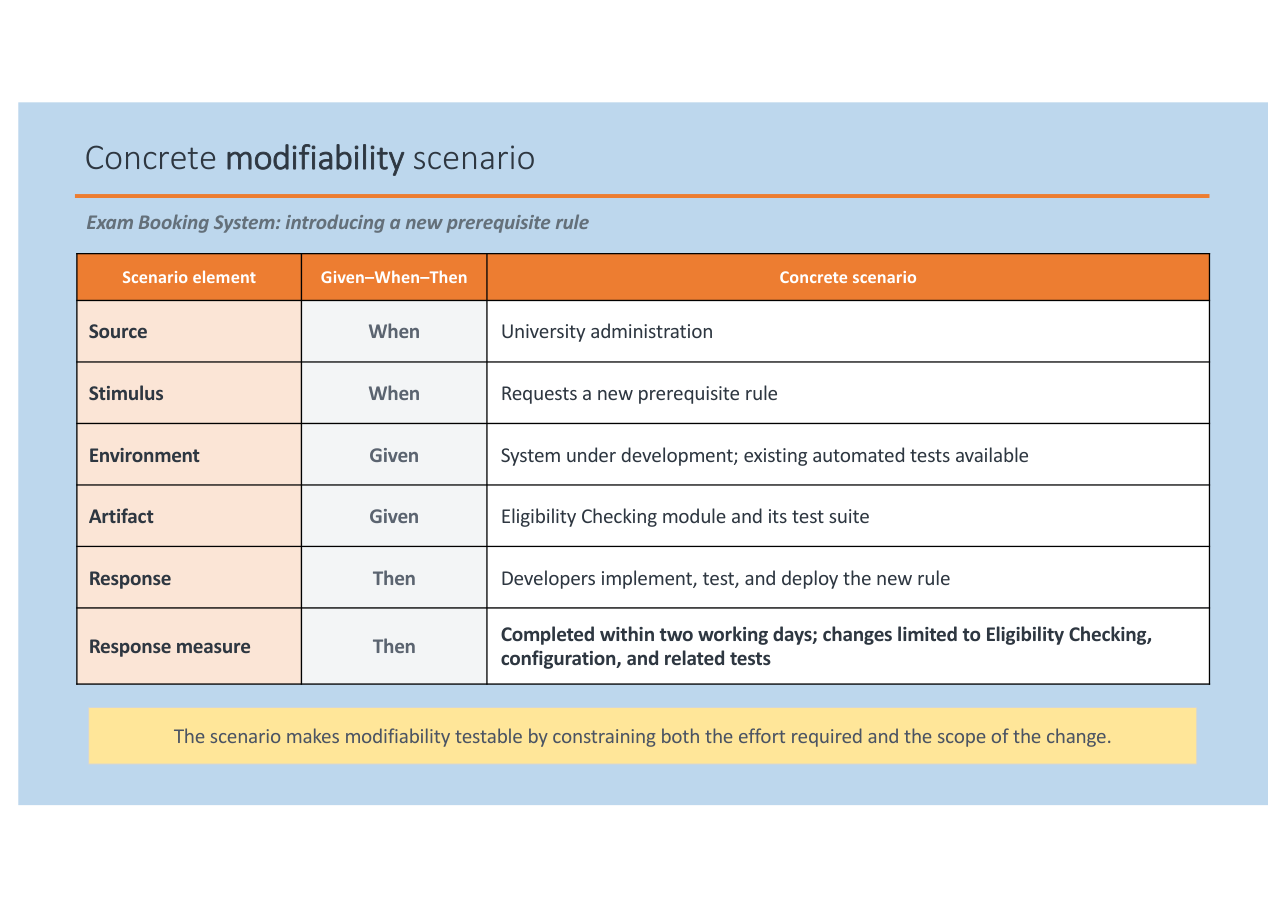 Concrete modifiability scenario
Exam Booking System: introducing a new prerequisite rule
Scenario element Given–When–Then Concrete scenario
Source When University administration
Stimulus When Requests a new prerequisite rule
Environment Given System under development; existing automated tests available
Artifact Given Eligibility Checking module and its test suite
Response Then Developers implement, test, and deploy the new rule
Response measure Then Completed within two working days; changes limited to Eligibility Checking,
configuration, and related tests
The scenario makes modifiability testable by constraining both the effort required and the scope of the change.